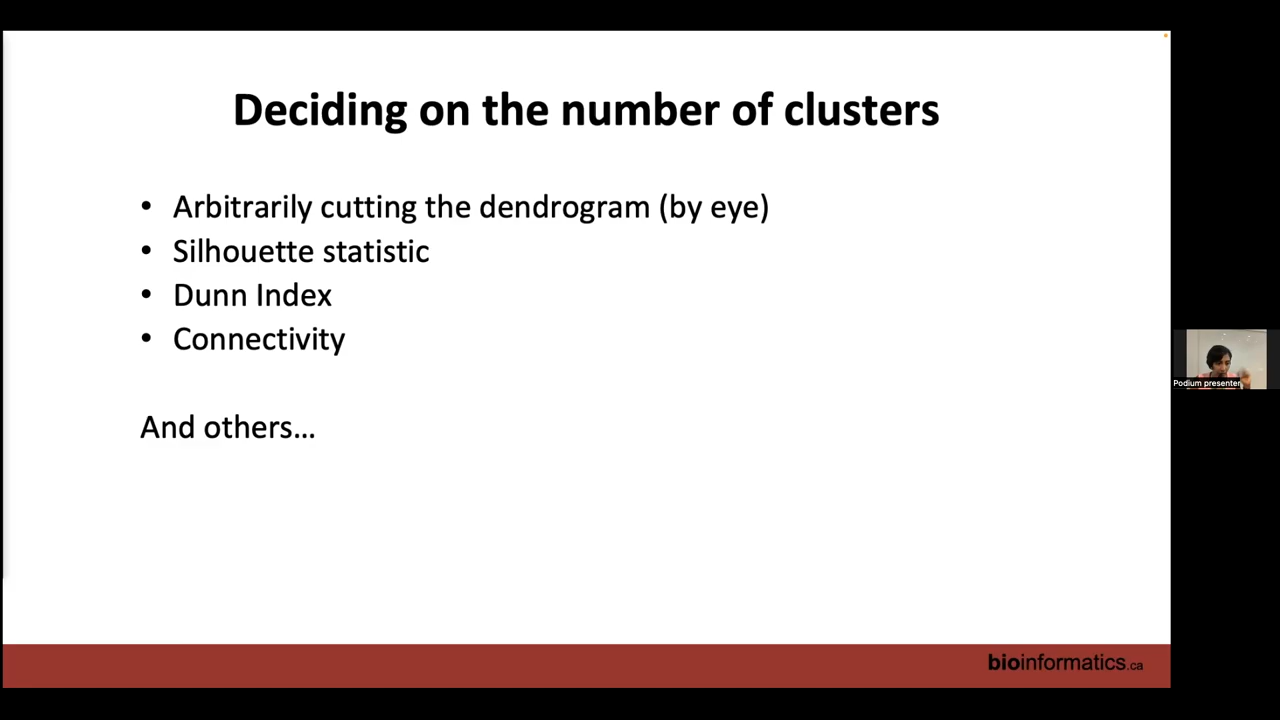 Deciding on the number of clusters
• Arbitrarily cutting the dendrogram (by eye)
• Silhouette statistic
• Dunn Index
• Connectivity
And others...
Podium presenter
bioinformatics.ca